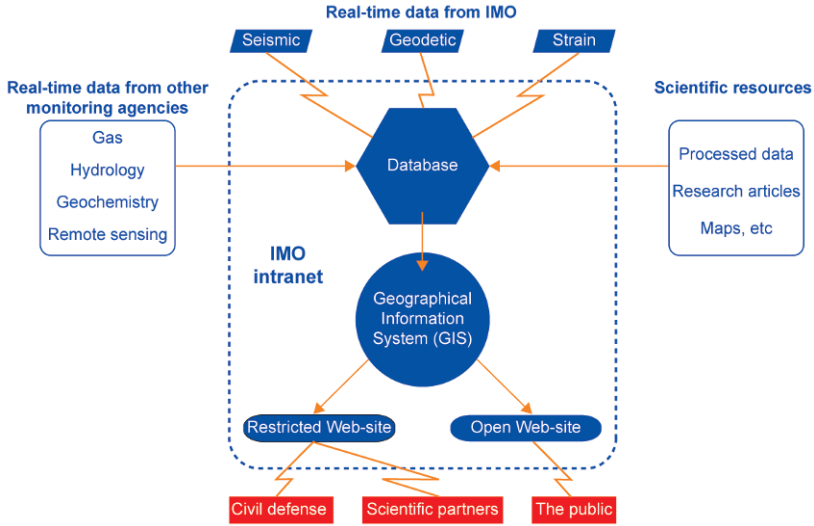 Real-time data from IMO
Seismic
Geodetic
Strain
Real-time data from other
monitoring agencies
Gas
Hydrology
Geochemistry
Remote sensing
Database
Scientific resources
Processed data
Research articles
Maps, etc
IMO
intranet
Geographical
Information
System (GIS)
Restricted Web-site
Open Web-site
Civil defense
Scientific partners
The public